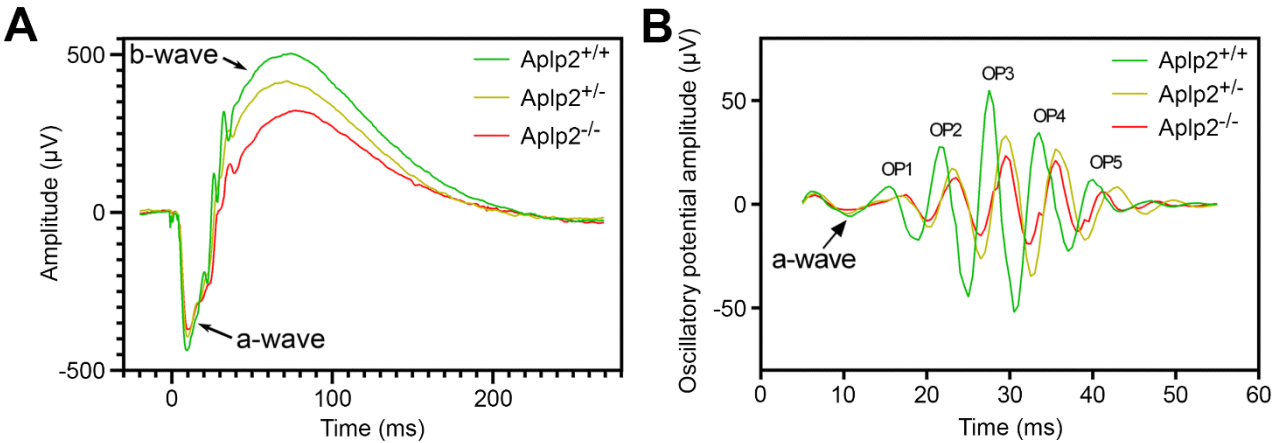 A
500
0
-500
Amplitude (µV)
b-wave
a-wave
Aplp2+/+
Aplp2+/-
Aplp2-/-
0
100
200
Time (ms)
B
50
0
-50
Oscillatory potential amplitude (µV)
OP1
OP2
OP3
OP4
OP5
a-wave
Aplp2+/+
Aplp2+/-
Aplp2-/-
0
10
20
30
40
50
60
Time (ms)